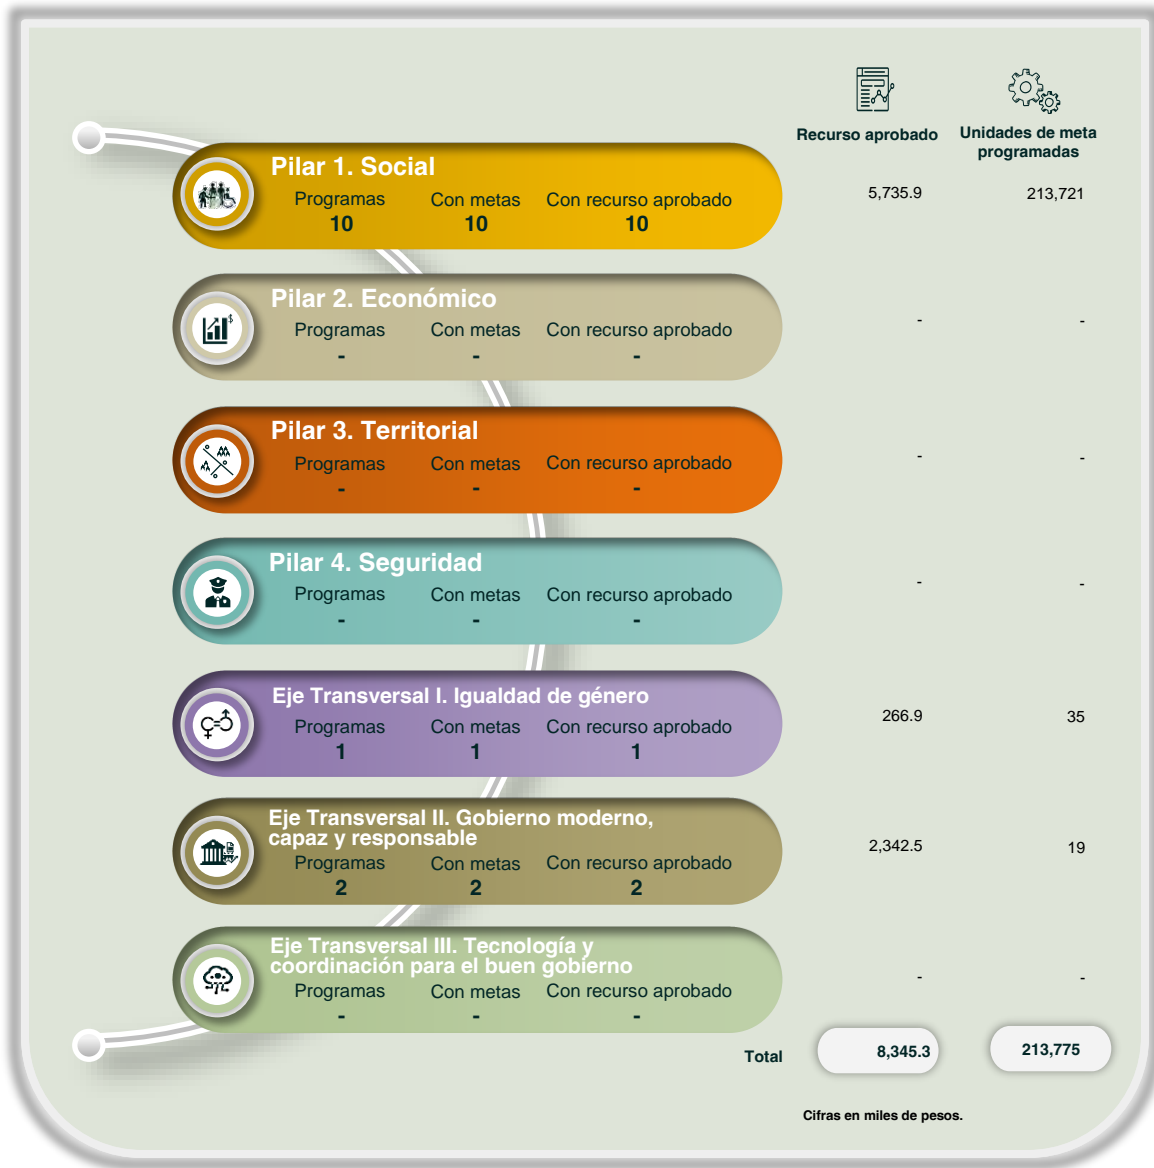 Recurso aprobado
Unidades de meta
programadas
Pilar 1. Social
Programas Con metas Con recurso aprobado
10 10 10
5,735.9 213,721
Pilar 2. Económico
Programas Con metas Con recurso aprobado
- - -
- -
Pilar 3. Territorial
Programas Con metas Con recurso aprobado
- - -
- -
Pilar 4. Seguridad
Programas Con metas Con recurso aprobado
- - -
- -
Eje Transversal I. Igualdad de género
Programas Con metas Con recurso aprobado
1 1 1
266.9 35
Eje Transversal II. Gobierno moderno,
capaz y responsable
Programas Con metas Con recurso aprobado
2 2 2
2,342.5 19
Eje Transversal III. Tecnología y
coordinación para el buen gobierno
Programas Con metas Con recurso aprobado
- - -
- -
Total 8,345.3 213,775
Cifras en miles de pesos.